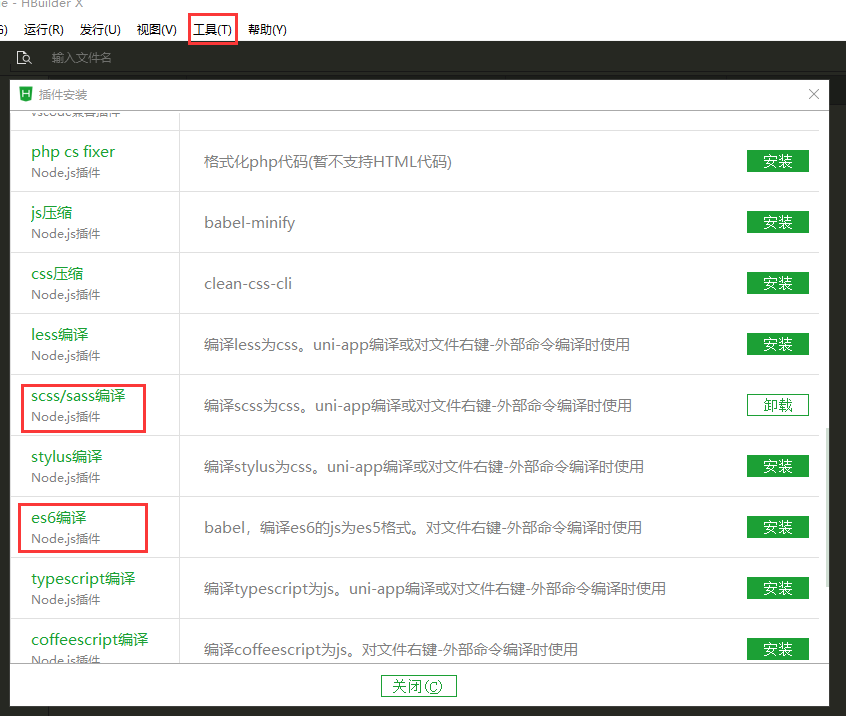 e - HBuilder X
运行(R) 发行(U) 视图(V) 工具(T) 帮助(Y)
输入文件名
插件安装
vscode兼容插件
php cs fixer
Node.js插件
格式化php代码(暂不支持HTML代码)
安装
js压缩
Node.js插件
babel-minify
安装
css压缩
Node.js插件
clean-css-cli
安装
less编译
Node.js插件
编译less为css。uni-app编译或对文件右键-外部命令编译时使用
安装
scss/sass编译
Node.js插件
编译scss为css。uni-app编译或对文件右键-外部命令编译时使用
卸载
stylus编译
Node.js插件
编译stylus为css。uni-app编译或对文件右键-外部命令编译时使用
安装
es6编译
Node.js插件
babel，编译es6的js为es5格式。对文件右键-外部命令编译时使用
安装
typescript编译
Node.js插件
编译typescript为js。uni-app编译或对文件右键-外部命令编译时使用
安装
coffeescript编译
Node.js插件
编译coffeescript为js。对文件右键-外部命令编译时使用
安装
关闭(C)